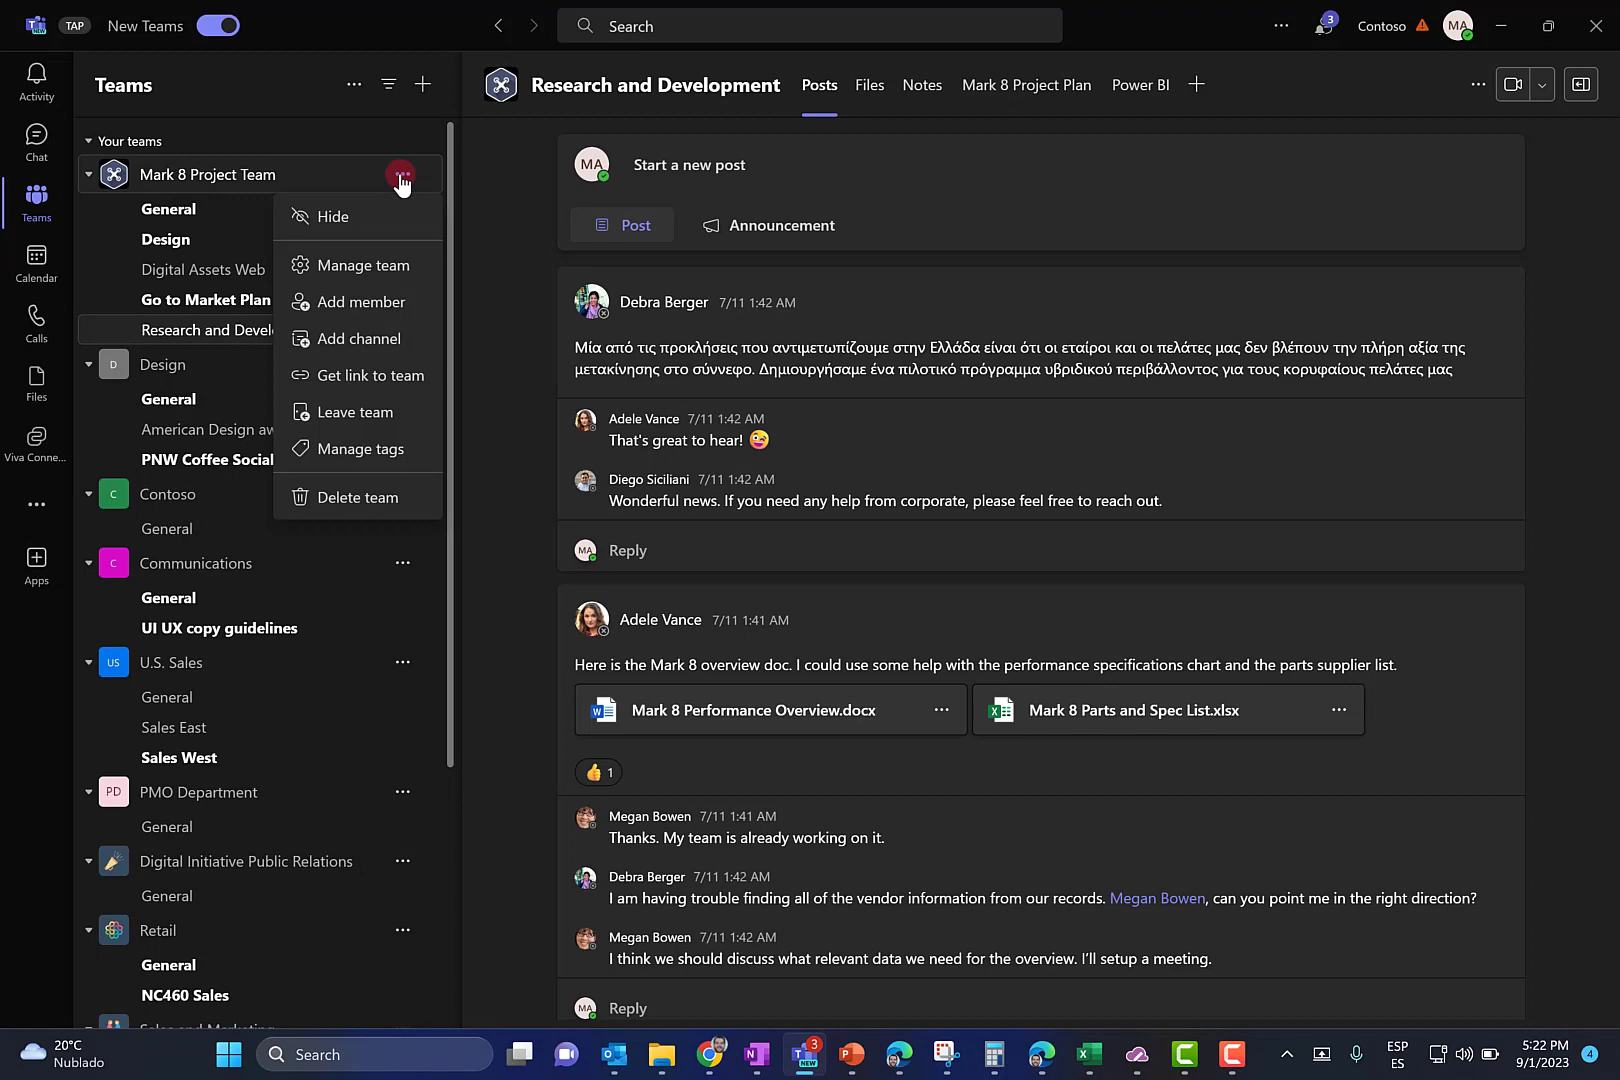 TAP
New Teams
Search
3
Contoso
MA
Activity
Chat
Teams
Calendar
Calls
Files
Viva Conne...
Apps
Teams
Your teams
Mark 8 Project Team
General
Design
Digital Assets Web
Go to Market Plan
Research and Devel
D
Design
General
American Design aw
PNW Coffee Social
C
Contoso
General
C
Communications
General
UI UX copy guidelines
US
U.S. Sales
General
Sales East
Sales West
PD
PMO Department
General
Digital Initiative Public Relations
General
Retail
General
NC460 Sales
Sales and Marketing
Hide
Manage team
Add member
Add channel
Get link to team
Leave team
Manage tags
Delete team
Research and Development
Posts
Files
Notes
Mark 8 Project Plan
Power BI
MA
Start a new post
Post
Announcement
Debra Berger 7/11 1:42 AM
Μία από τις προκλήσεις που αντιμετωπίζουμε στην Ελλάδα είναι ότι οι εταίροι και οι πελάτες μας δεν βλέπουν την πλήρη αξία της
μετακίνησης στο σύννεφο. Δημιουργήσαμε ένα πιλοτικό πρόγραμμα υβριδικού περιβάλλοντος για τους κορυφαίους πελάτες μας
Adele Vance 7/11 1:42 AM
That's great to hear! 😜
Diego Siciliani 7/11 1:42 AM
Wonderful news. If you need any help from corporate, please feel free to reach out.
MA
Reply
Adele Vance 7/11 1:41 AM
Here is the Mark 8 overview doc. I could use some help with the performance specifications chart and the parts supplier list.
Mark 8 Performance Overview.docx
Mark 8 Parts and Spec List.xlsx
👍 1
Megan Bowen 7/11 1:41 AM
Thanks. My team is already working on it.
Debra Berger 7/11 1:42 AM
I am having trouble finding all of the vendor information from our records. Megan Bowen, can you point me in the right direction?
Megan Bowen 7/11 1:42 AM
I think we should discuss what relevant data we need for the overview. I'll setup a meeting.
MA
Reply
20°C
Nublado
Search
3
ESP
ES
5:22 PM
9/1/2023
4